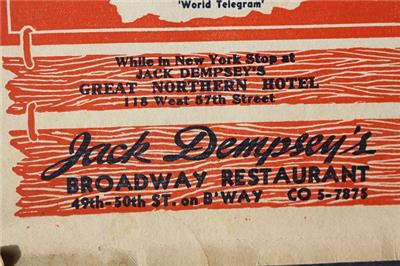 'World Telegram'
While in New York Stop at
JACK DEMPSEY'S
GREAT NORTHERN HOTEL
118 West 57th Street
Jack Dempsey's
BROADWAY RESTAURANT
49th-50th ST. on B'WAY CO 5-7875